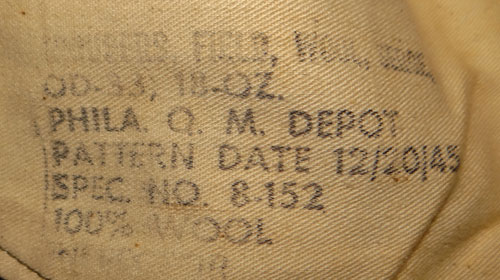 TROUSERS, FIELD, WOOL,
OD-33, 18-OZ.
PHILA. Q. M. DEPOT
PATTERN DATE 12/20/45
SPEC. NO. 8-152
100% WOOL